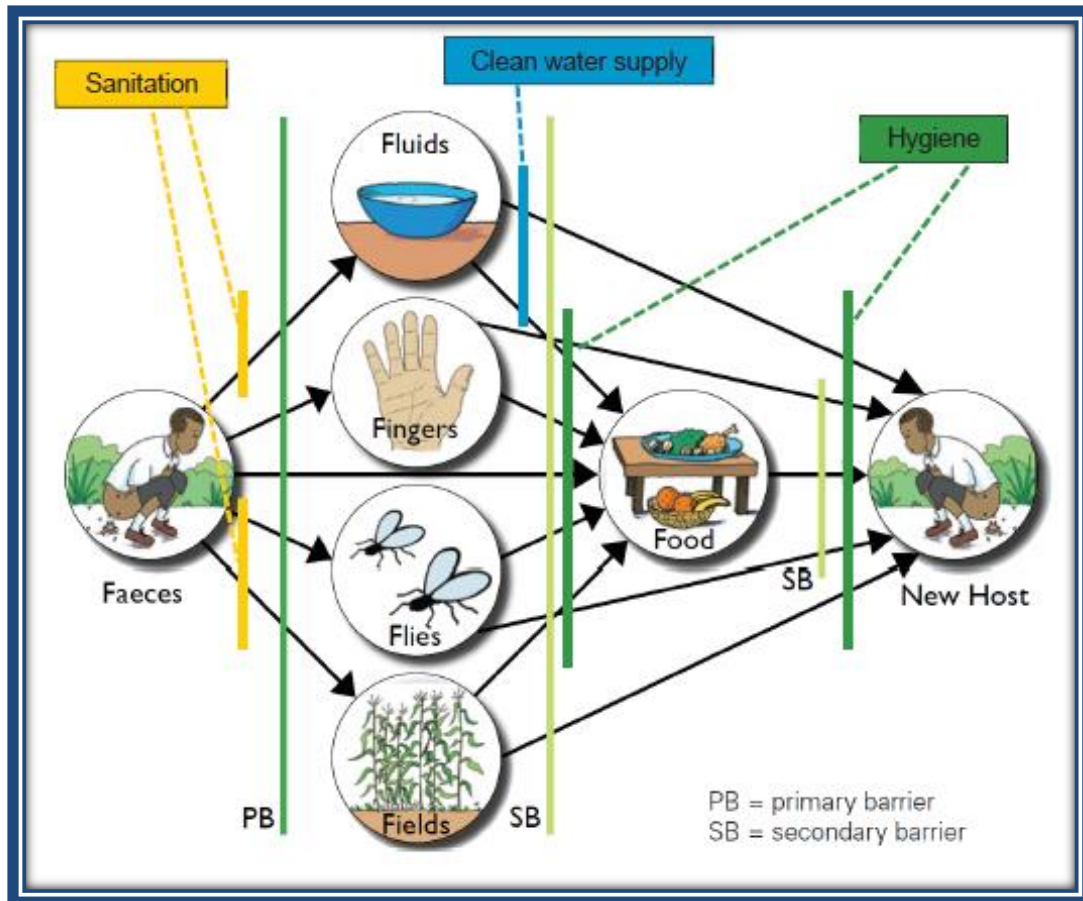 Clean water supply
Sanitation
Hygiene
Fluids
Fingers
Faeces
Food
New Host
SB
Flies
PB
SB
Fields
PB = primary barrier
SB = secondary barrier